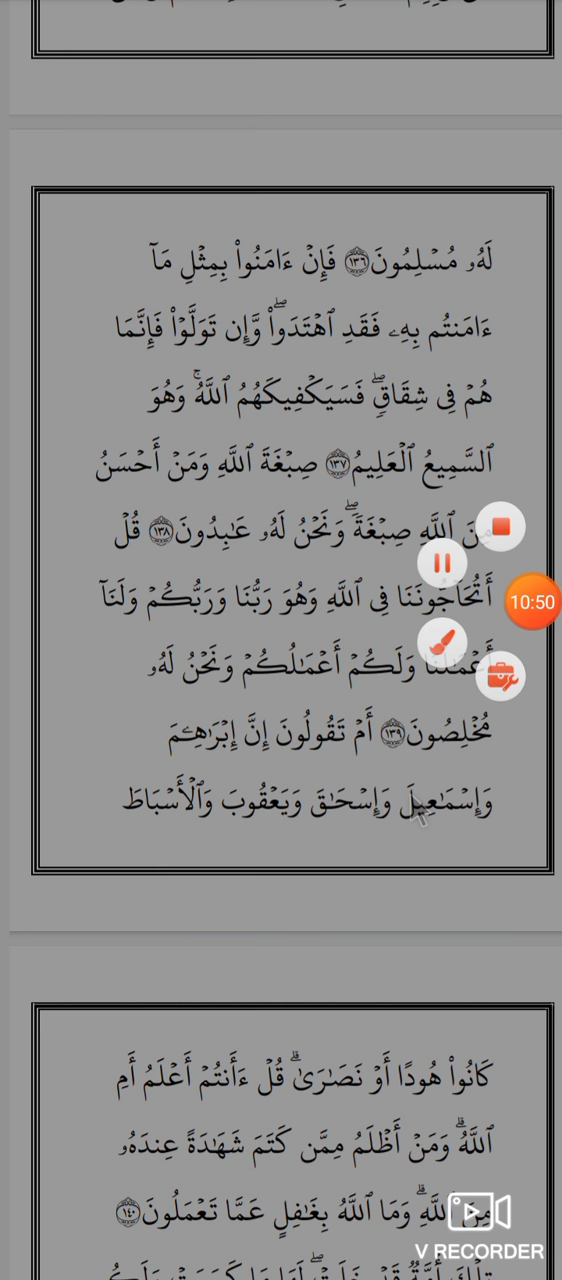 لَهُۥ مُسۡلِمُونَ ١٣٦ فَإِنۡ ءَامَنُواْ بِمِثۡلِ مَآ
ءَامَنتُم بِهِۦ فَقَدِ ٱهۡتَدَواْۖ وَّإِن تَوَلَّوۡاْ فَإِنَّمَا
هُمۡ فِي شِقَاقٖۖ فَسَيَكۡفِيكَهُمُ ٱللَّهُۚ وَهُوَ
ٱلسَّمِيعُ ٱلۡعَلِيمُ ١٣٧ صِبۡغَةَ ٱللَّهِ وَمَنۡ أَحۡسَنُ
مِنَ ٱللَّهِ صِبۡغَةٗۖ وَنَحۡنُ لَهُۥ عَٰبِدُونَ ١٣٨ قُلۡ
أَتُحَآجُّونَنَا فِي ٱللَّهِ وَهُوَ رَبُّنَا وَرَبُّكُمۡ وَلَنَآ
10:50
أَعۡمَٰلُنَا وَلَكُمۡ أَعۡمَٰلُكُمۡ وَنَحۡنُ لَهُۥ
مُخۡلِصُونَ ١٣٩ أَمۡ تَقُولُونَ إِنَّ إِبۡرَٰهِـۧمَ
وَإِسۡمَٰعِيلَ وَإِسۡحَٰقَ وَيَعۡقُوبَ وَٱلۡأَسۡبَاطَ
كَانُواْ هُودًا أَوۡ نَصَٰرَىٰۗ قُلۡ ءَأَنتُمۡ أَعۡلَمُ أَمِ
ٱللَّهُۗ وَمَنۡ أَظۡلَمُ مِمَّن كَتَمَ شَهَٰدَةً عِندَهُۥ
مِنَ ٱللَّهِۗ وَمَا ٱللَّهُ بِغَٰفِلٍ عَمَّا تَعۡمَلُونَ ١٤٠
V RECORDER